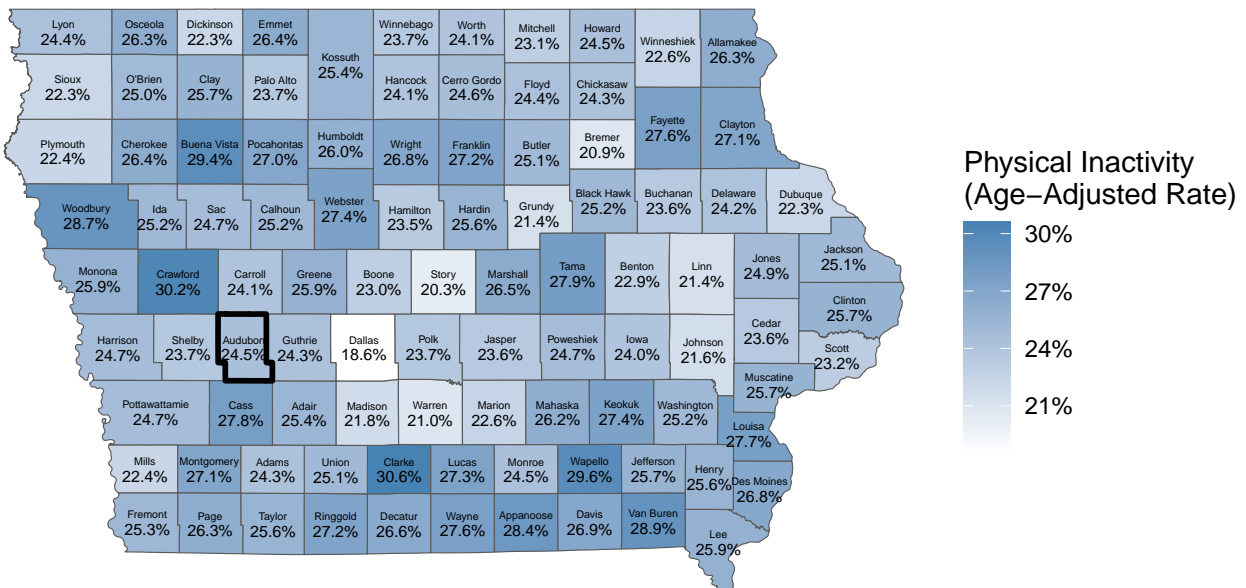 Lyon
24.4%
Osceola
26.3%
Dickinson
22.3%
Emmet
26.4%
Kossuth
25.4%
Winnebago
23.7%
Worth
24.1%
Mitchell
23.1%
Howard
24.5%
Winneshiek
22.6%
Allamakee
26.3%
Sioux
22.3%
O'Brien
25.0%
Clay
25.7%
Palo Alto
23.7%
Hancock
24.1%
Cerro Gordo
24.6%
Floyd
24.4%
Chickasaw
24.3%
Plymouth
22.4%
Cherokee
26.4%
Buena Vista
29.4%
Pocahontas
27.0%
Humboldt
26.0%
Wright
26.8%
Franklin
27.2%
Butler
25.1%
Bremer
20.9%
Fayette
27.6%
Clayton
27.1%
Woodbury
28.7%
Ida
25.2%
Sac
24.7%
Calhoun
25.2%
Webster
27.4%
Hamilton
23.5%
Hardin
25.6%
Grundy
21.4%
Black Hawk
25.2%
Buchanan
23.6%
Delaware
24.2%
Dubuque
22.3%
Monona
25.9%
Crawford
30.2%
Carroll
24.1%
Greene
25.9%
Boone
23.0%
Story
20.3%
Marshall
26.5%
Tama
27.9%
Benton
22.9%
Linn
21.4%
Jones
24.9%
Jackson
25.1%
Clinton
25.7%
Harrison
24.7%
Shelby
23.7%
Audubon
24.5%
Guthrie
24.3%
Dallas
18.6%
Polk
23.7%
Jasper
23.6%
Poweshiek
24.7%
Iowa
24.0%
Johnson
21.6%
Cedar
23.6%
Scott
23.2%
Muscatine
25.7%
Pottawattamie
24.7%
Cass
27.8%
Adair
25.4%
Madison
21.8%
Warren
21.0%
Marion
22.6%
Mahaska
26.2%
Keokuk
27.4%
Washington
25.2%
Louisa
27.7%
Mills
22.4%
Montgomery
27.1%
Adams
24.3%
Union
25.1%
Clarke
30.6%
Lucas
27.3%
Monroe
24.5%
Wapello
29.6%
Jefferson
25.7%
Henry
25.6%
Des Moines
26.8%
Fremont
25.3%
Page
26.3%
Taylor
25.6%
Ringgold
27.2%
Decatur
26.6%
Wayne
27.6%
Appanoose
28.4%
Davis
26.9%
Van Buren
28.9%
Lee
25.9%
Physical Inactivity
(Age−Adjusted Rate)
30%
27%
24%
21%